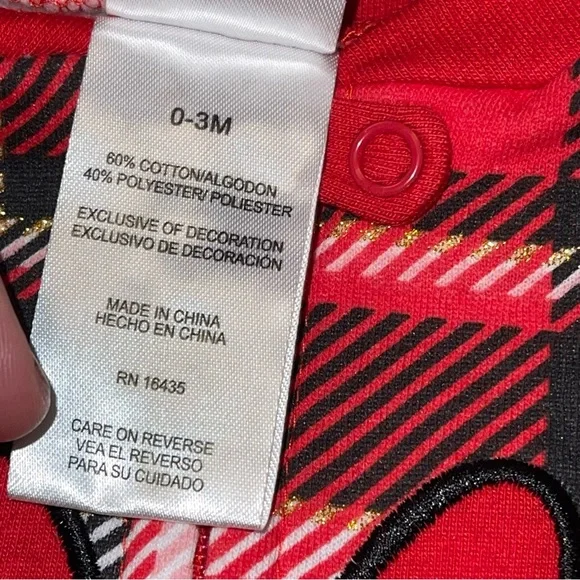 0-3M
60% COTTON/ALGODON
40% POLYESTER/ POLIESTER
EXCLUSIVE OF DECORATION
EXCLUSIVO DE DECORACIÓN
MADE IN CHINA
HECHO EN CHINA
RN 16435
CARE ON REVERSE
VEA EL REVERSO
PARA SU CUIDADO